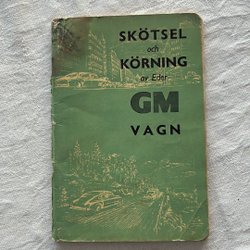 SKÖTSEL
och
KÖRNING
av Eder
GM
VAGN